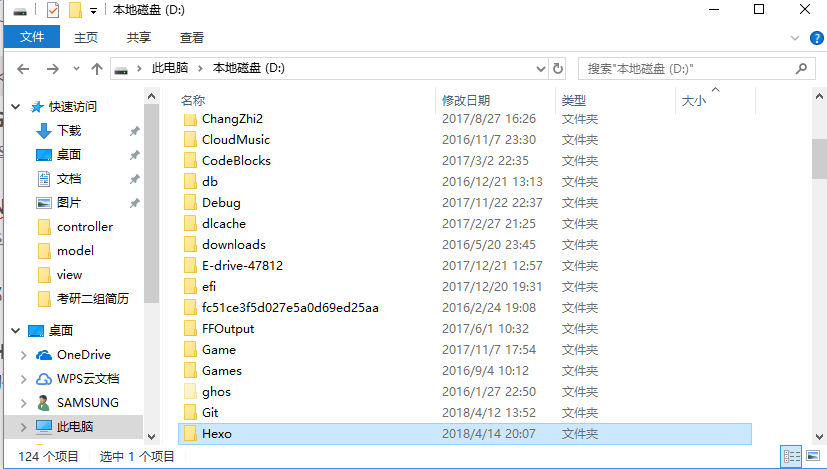 本地磁盘 (D:)
文件 主页 共享 查看
此电脑 本地磁盘 (D:) 搜索"本地磁盘 (D:)"
名称 修改日期 类型 大小
快速访问
下载
桌面
文档
图片
controller
model
view
考研二组简历
桌面
OneDrive
WPS云文档
SAMSUNG
此电脑
ChangZhi2 2017/8/27 16:26 文件夹
CloudMusic 2016/11/7 23:30 文件夹
CodeBlocks 2017/3/2 22:35 文件夹
db 2016/12/21 13:13 文件夹
Debug 2017/11/22 22:37 文件夹
dlcache 2017/2/27 21:25 文件夹
downloads 2016/5/20 23:45 文件夹
E-drive-47812 2017/12/21 12:57 文件夹
efi 2017/12/20 19:31 文件夹
fc51ce3f5d027e5a0d69ed25aa 2016/2/24 19:08 文件夹
FFOutput 2017/6/1 10:32 文件夹
Game 2017/11/7 17:54 文件夹
Games 2016/9/4 10:12 文件夹
ghos 2016/1/27 22:50 文件夹
Git 2018/4/12 13:52 文件夹
Hexo 2018/4/14 20:07 文件夹
124 个项目 选中 1 个项目